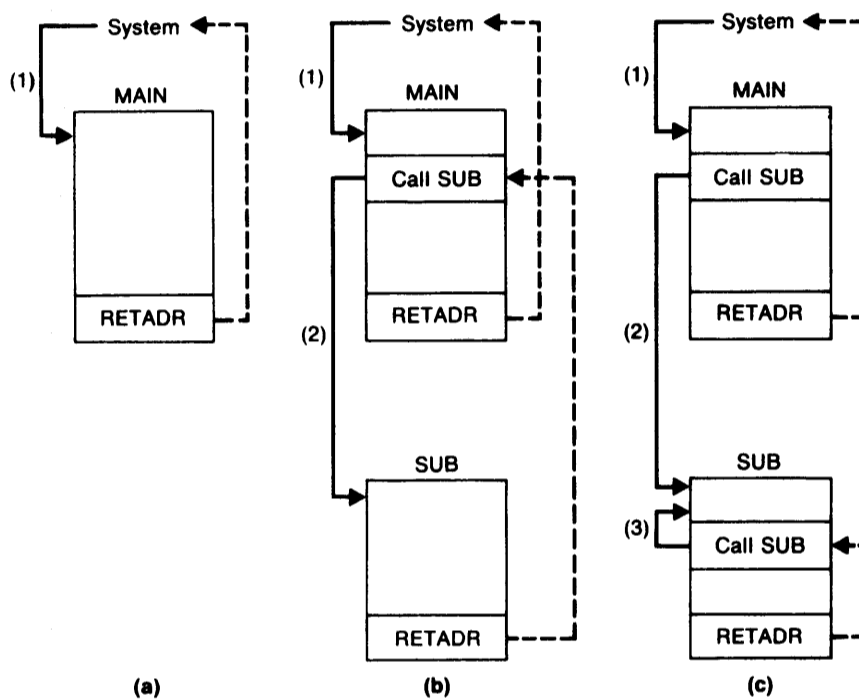 System
(1)
MAIN
RETADR
(a)
System
(1)
MAIN
Call SUB
RETADR
(2)
SUB
RETADR
(b)
System
(1)
MAIN
Call SUB
RETADR
(2)
SUB
(3)
Call SUB
RETADR
(c)